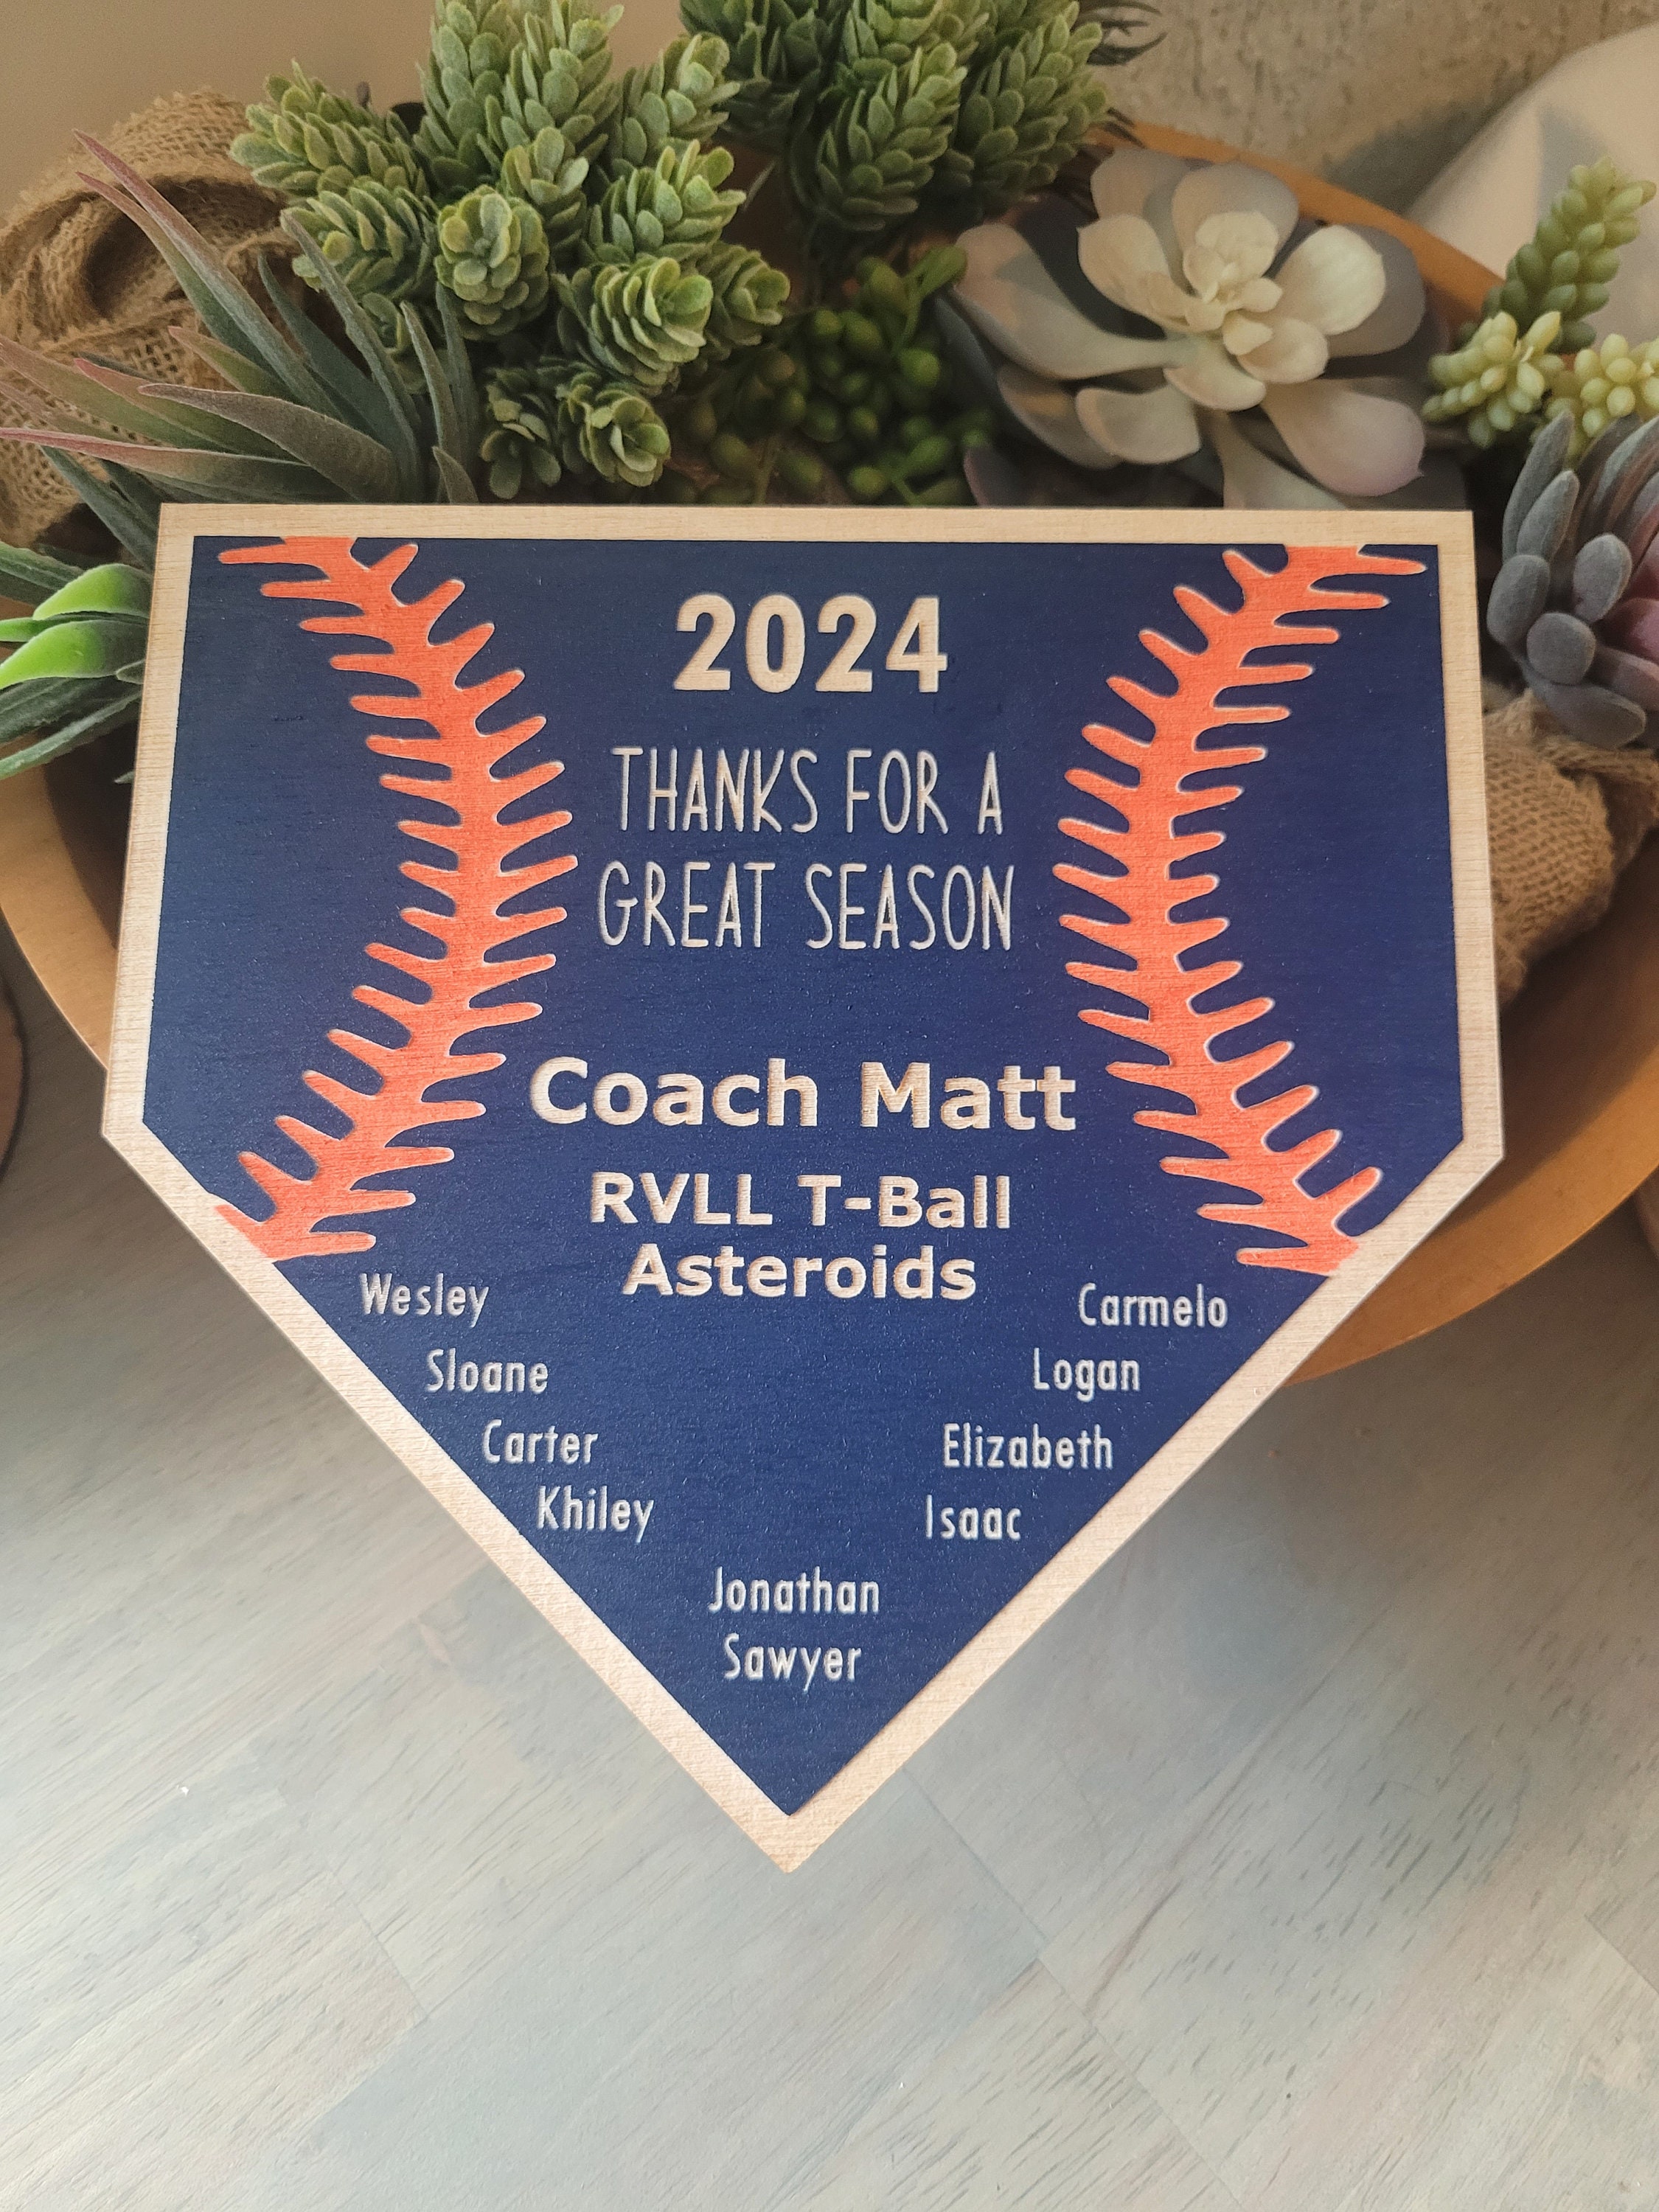 2024
THANKS FOR A
GREAT SEASON
Coach Matt
RVLL T-Ball
Asteroids
Wesley
Sloane
Carter
Khiley
Carmelo
Logan
Elizabeth
Isaac
Jonathan
Sawyer